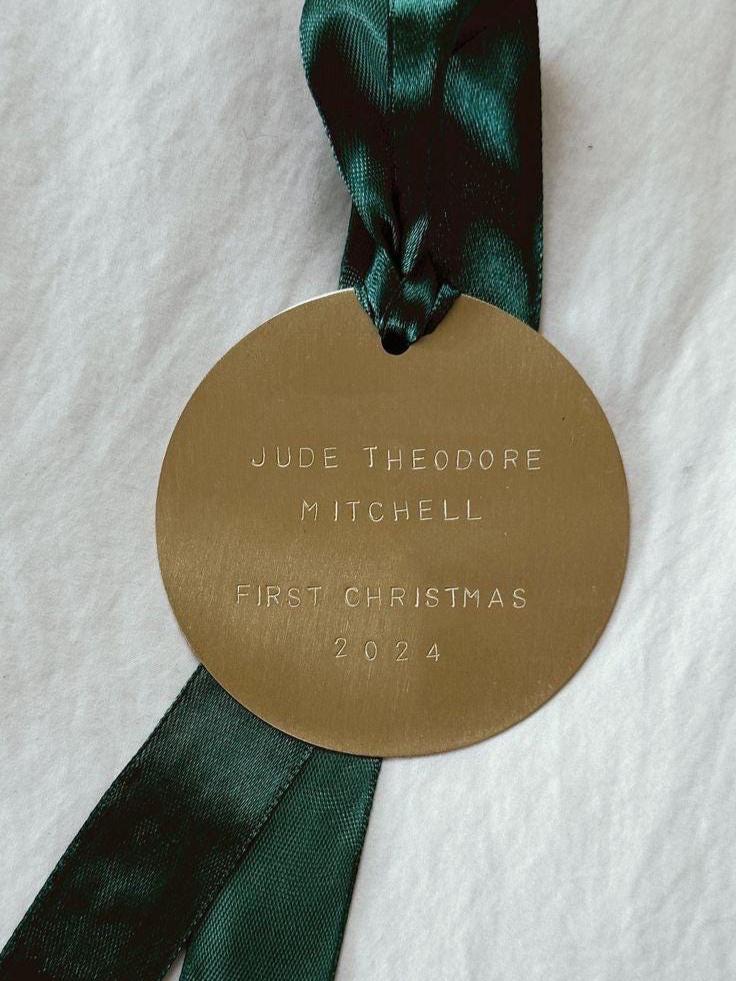 JUDE THEODORE
MITCHELL
FIRST CHRISTMAS
2024